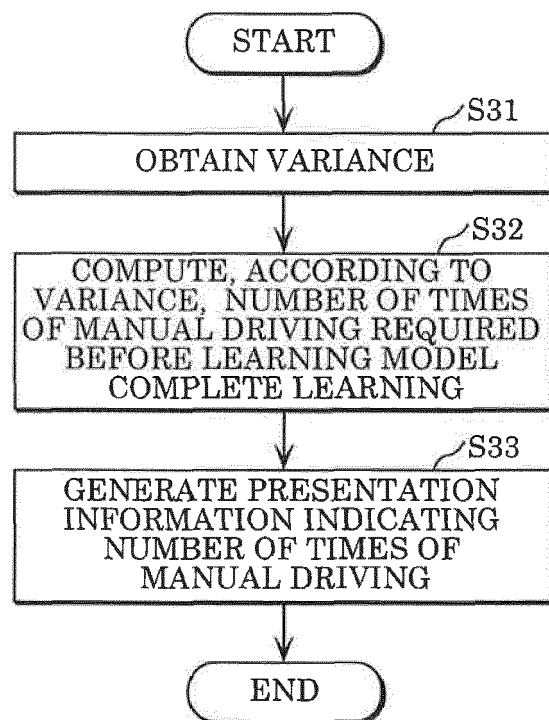 START
S31
OBTAIN VARIANCE
S32
COMPUTE, ACCORDING TO
VARIANCE, NUMBER OF TIMES
OF MANUAL DRIVING REQUIRED
BEFORE LEARNING MODEL
COMPLETE LEARNING
S33
GENERATE PRESENTATION
INFORMATION INDICATING
NUMBER OF TIMES OF
MANUAL DRIVING
END